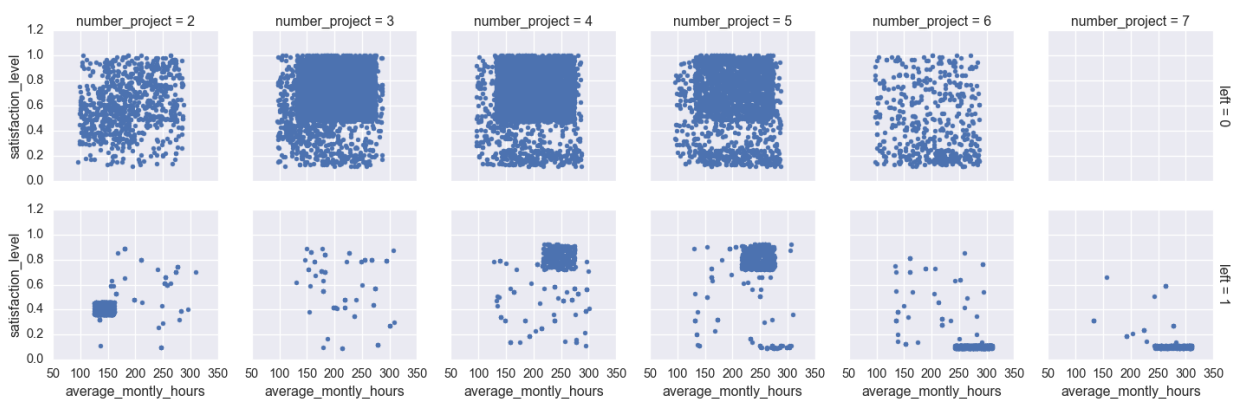 number_project = 2 number_project = 3 number_project = 4 number_project = 5 number_project = 6 number_project = 7
1.2
1.0
0.8
0.6
0.4
0.2
0.0
satisfaction_level
left = 0
1.2
1.0
0.8
0.6
0.4
0.2
0.0
satisfaction_level
left = 1
50 100 150 200 250 300 350 50 100 150 200 250 300 350 50 100 150 200 250 300 350 50 100 150 200 250 300 350 50 100 150 200 250 300 350 50 100 150 200 250 300 350
average_montly_hours average_montly_hours average_montly_hours average_montly_hours average_montly_hours average_montly_hours